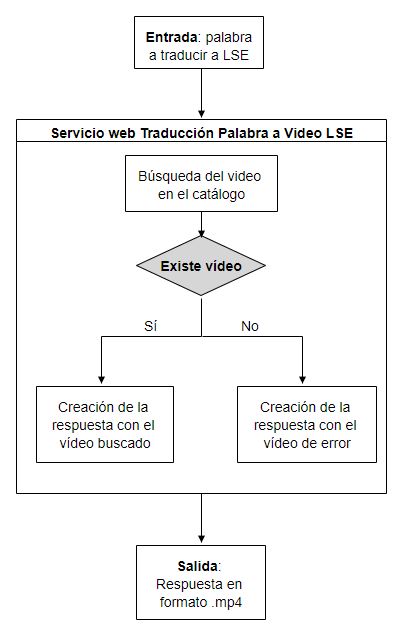 Entrada: palabra
a traducir a LSE
Servicio web Traducción Palabra a Video LSE
Búsqueda del video
en el catálogo
Existe vídeo
Sí
No
Creación de la
respuesta con el
vídeo buscado
Creación de la
respuesta con el
vídeo de error
Salida:
Respuesta en
formato .mp4